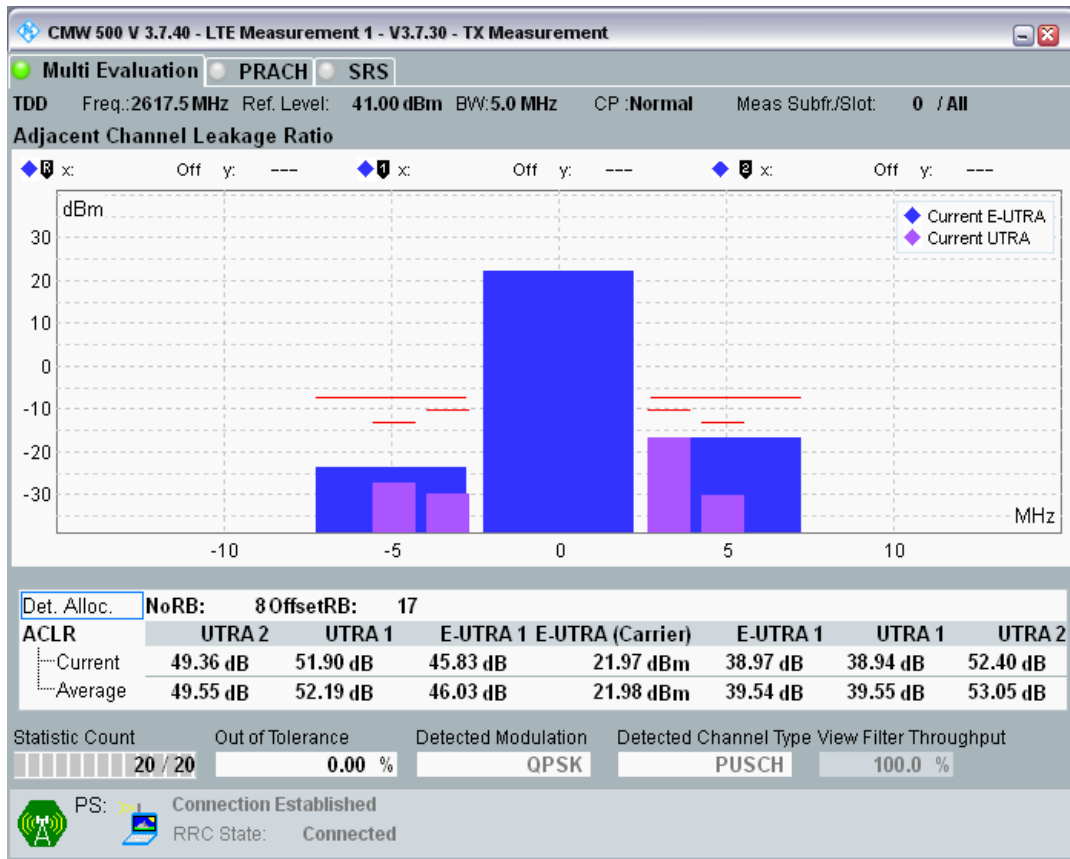 CMW 500 V 3.7.40 - LTE Measurement 1 - V3.7.30 - TX Measurement
Multi Evaluation PRACH SRS
TDD Freq.:2617.5 MHz Ref. Level: 41.00 dBm BW:5.0 MHz CP :Normal Meas Subfr./Slot: 0 / All
Adjacent Channel Leakage Ratio
R x: Off y: --- 1 x: Off y: --- 2 x: Off y: ---
dBm
Current E-UTRA
Current UTRA
30
20
10
0
-10
-20
-30
MHz
-10 -5 0 5 10
Det. Alloc. NoRB: 8 OffsetRB: 17
ACLR UTRA 2 UTRA 1 E-UTRA 1 E-UTRA (Carrier) E-UTRA 1 UTRA 1 UTRA 2
Current 49.36 dB 51.90 dB 45.83 dB 21.97 dBm 38.97 dB 38.94 dB 52.40 dB
Average 49.55 dB 52.19 dB 46.03 dB 21.98 dBm 39.54 dB 39.55 dB 53.05 dB
Statistic Count Out of Tolerance Detected Modulation Detected Channel Type View Filter Throughput
20 / 20 0.00 % QPSK PUSCH 100.0 %
PS: Connection Established
RRC State: Connected